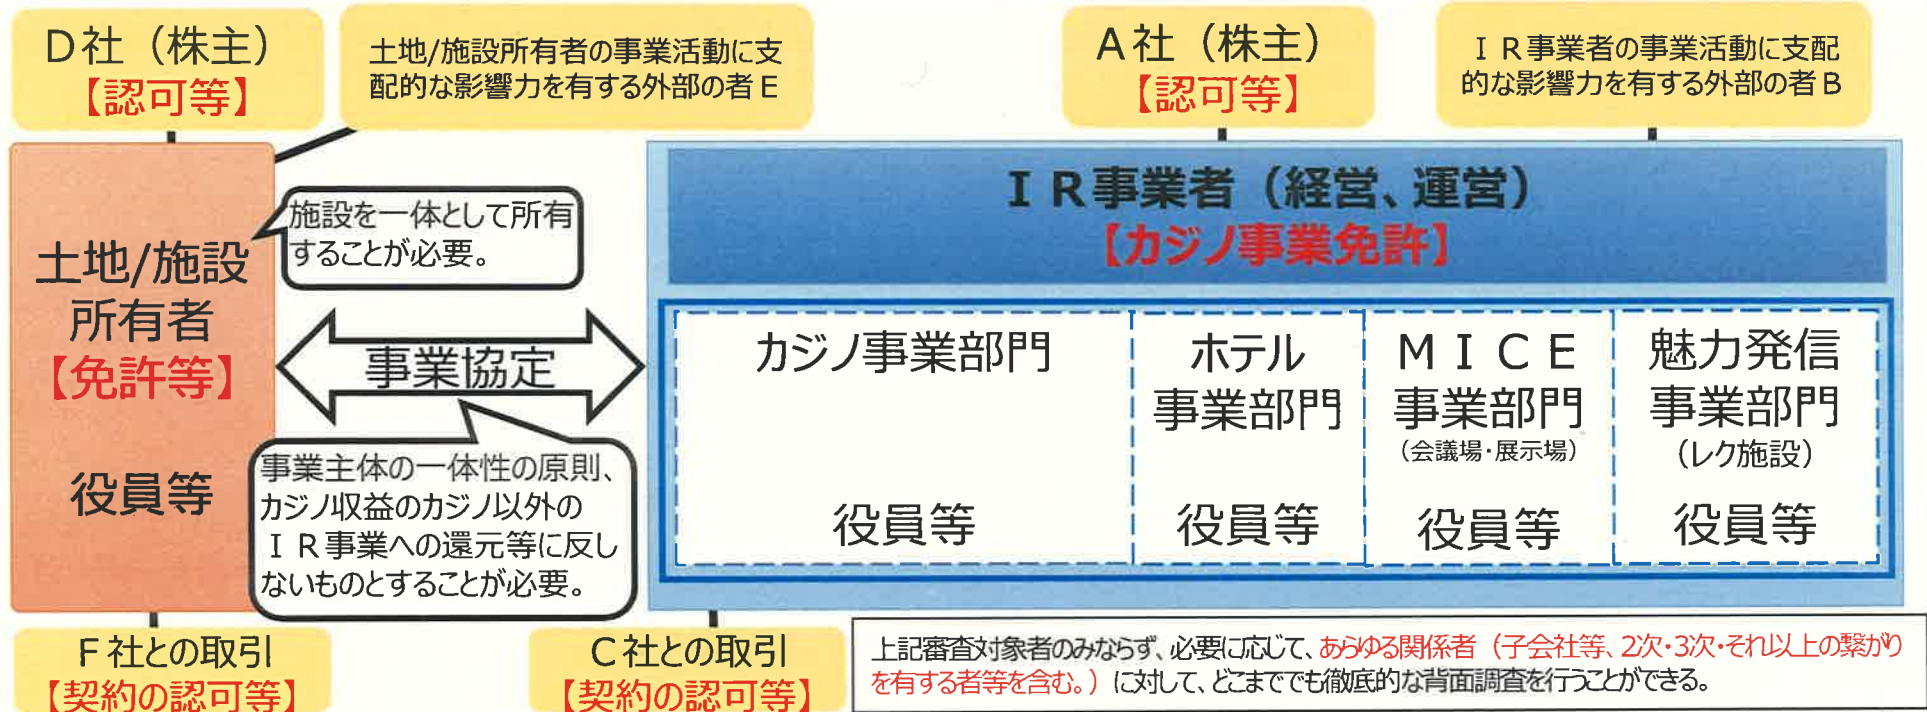 D社（株主）
【認可等】
土地/施設所有者の事業活動に支
配的な影響力を有する外部の者E
A社（株主）
【認可等】
ＩＲ事業者の事業活動に支配
的な影響力を有する外部の者B
土地/施設
所有者
【免許等】
役員等
施設を一体として所有
することが必要。
事業協定
事業主体の一体性の原則、
カジノ収益のカジノ以外の
ＩＲ事業への還元等に反し
ないものとすることが必要。
ＩＲ事業者（経営、運営）
【カジノ事業免許】
カジノ事業部門
役員等
ホテル
事業部門
役員等
ＭＩＣＥ
事業部門
（会議場・展示場）
役員等
魅力発信
事業部門
（レク施設）
役員等
F社との取引
【契約の認可等】
C社との取引
【契約の認可等】
上記審査対象者のみならず、必要に応じて、あらゆる関係者（子会社等、2次・3次・それ以上の繋がり
を有する者等を含む。）に対して、どこまででも徹底的な背面調査を行うことができる。